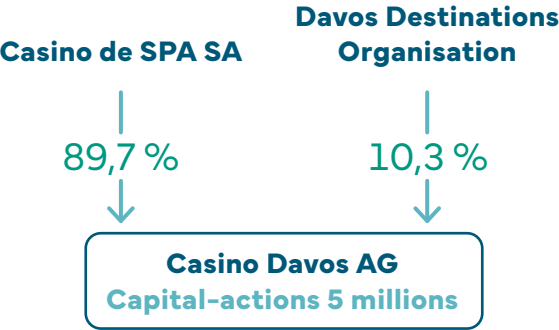 Casino de SPA SA
Davos Destinations
Organisation
89,7 %
10,3 %
Casino Davos AG
Capital-actions 5 millions